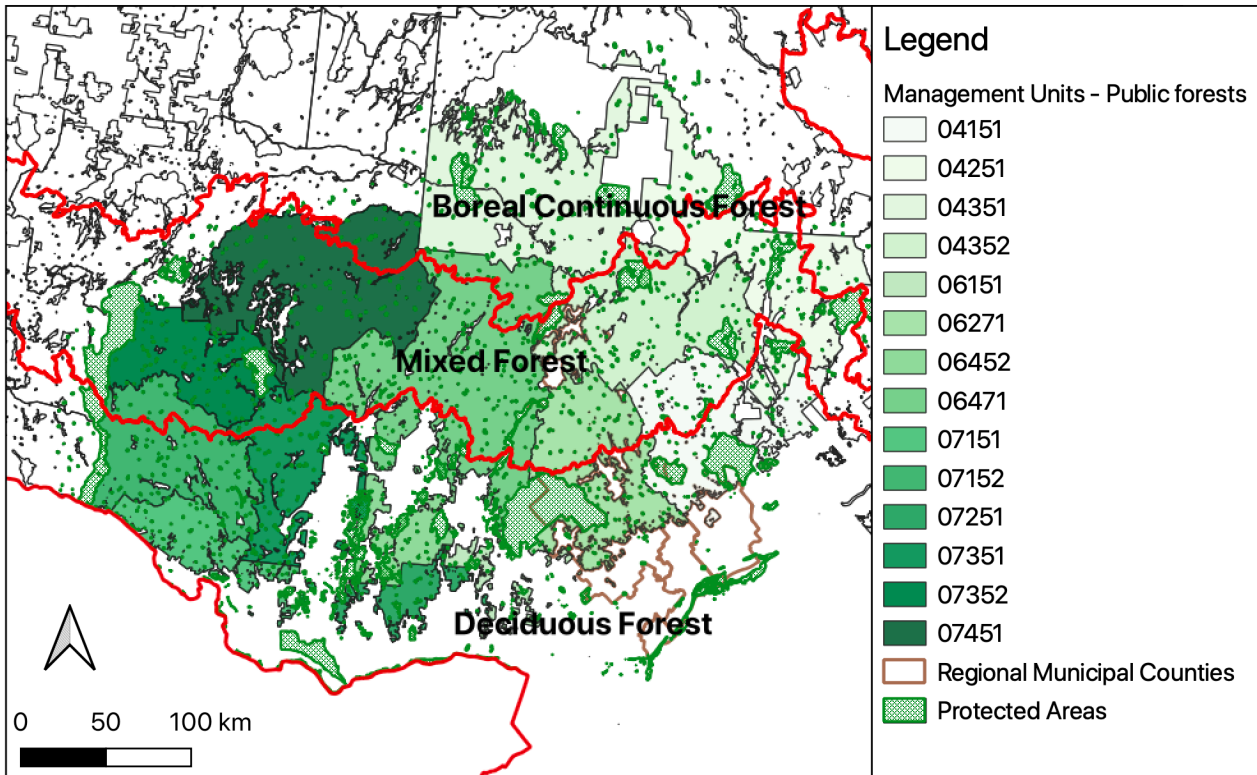 Legend
Management Units - Public forests
04151
04251
04351
04352
06151
06271
06452
06471
07151
07152
07251
07351
07352
07451
Regional Municipal Counties
Protected Areas
Boreal Continuous Forest
Mixed Forest
Deciduous Forest
0 50 100 km